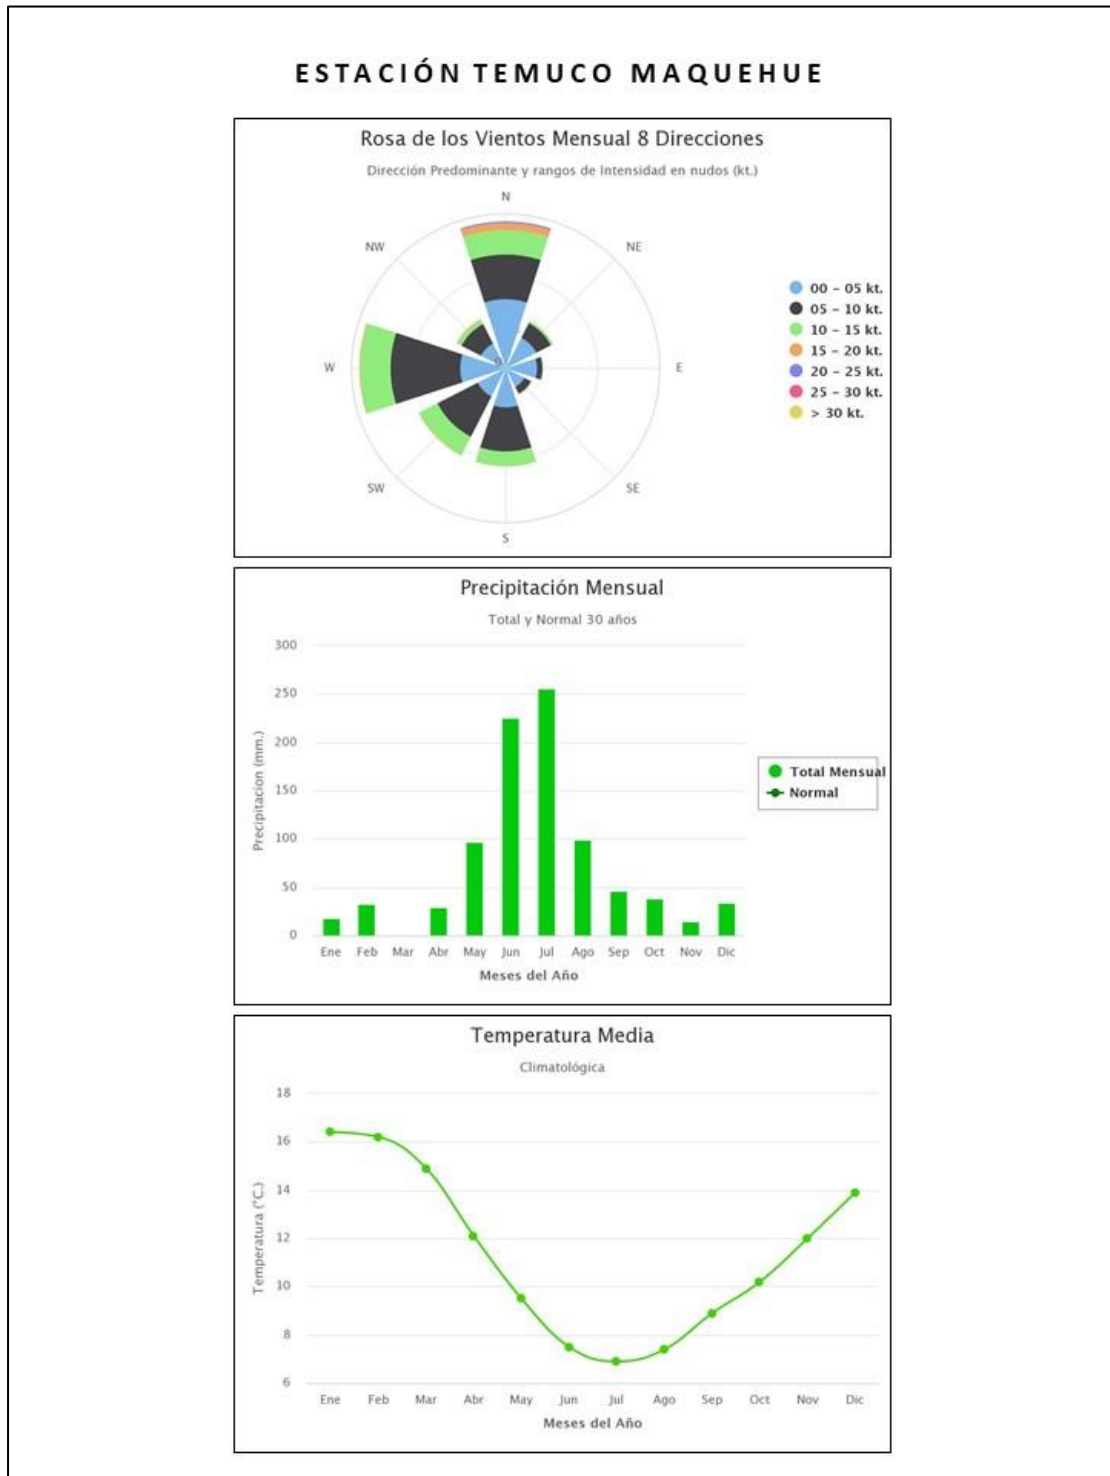 ESTACIÓN TEMUCO MAQUEHUE
Rosa de los Vientos Mensual 8 Direcciones
Dirección Predominante y rangos de Intensidad en nudos (kt.)
N
NW
NE
W
0
E
SW
SE
S
00 – 05 kt.
05 – 10 kt.
10 – 15 kt.
15 – 20 kt.
20 – 25 kt.
25 – 30 kt.
> 30 kt.
Precipitación Mensual
Total y Normal 30 años
Precipitacion (mm.)
300
250
200
150
100
50
0
Ene Feb Mar Abr May Jun Jul Ago Sep Oct Nov Dic
Meses del Año
Total Mensual
Normal
Temperatura Media
Climatológica
Temperatura (°C.)
18
16
14
12
10
8
6
Ene Feb Mar Abr May Jun Jul Ago Sep Oct Nov Dic
Meses del Año